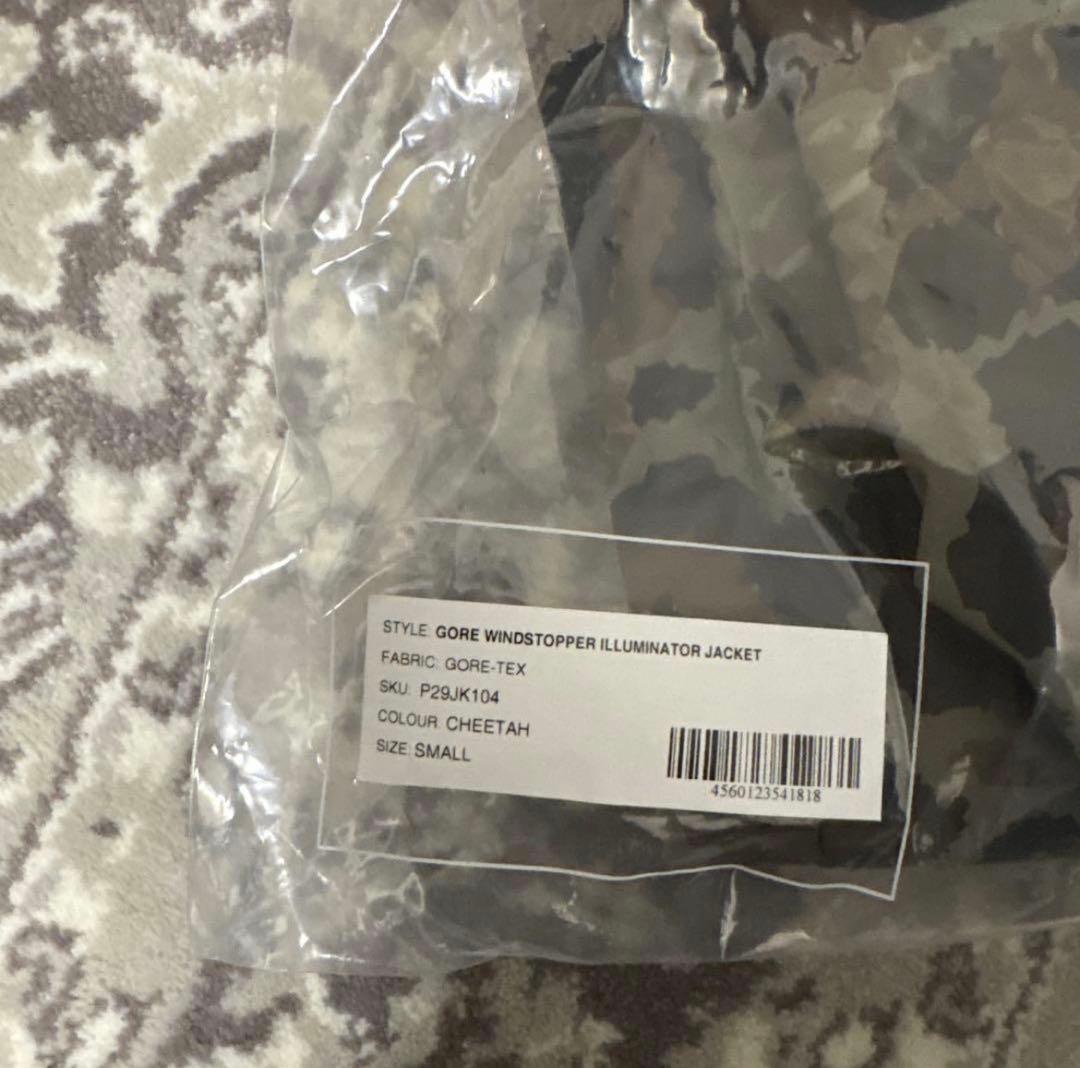 STYLE: GORE WINDSTOPPER ILLUMINATOR JACKET
FABRIC: GORE-TEX
SKU: P29JK104
COLOUR: CHEETAH
SIZE: SMALL
4560123541818